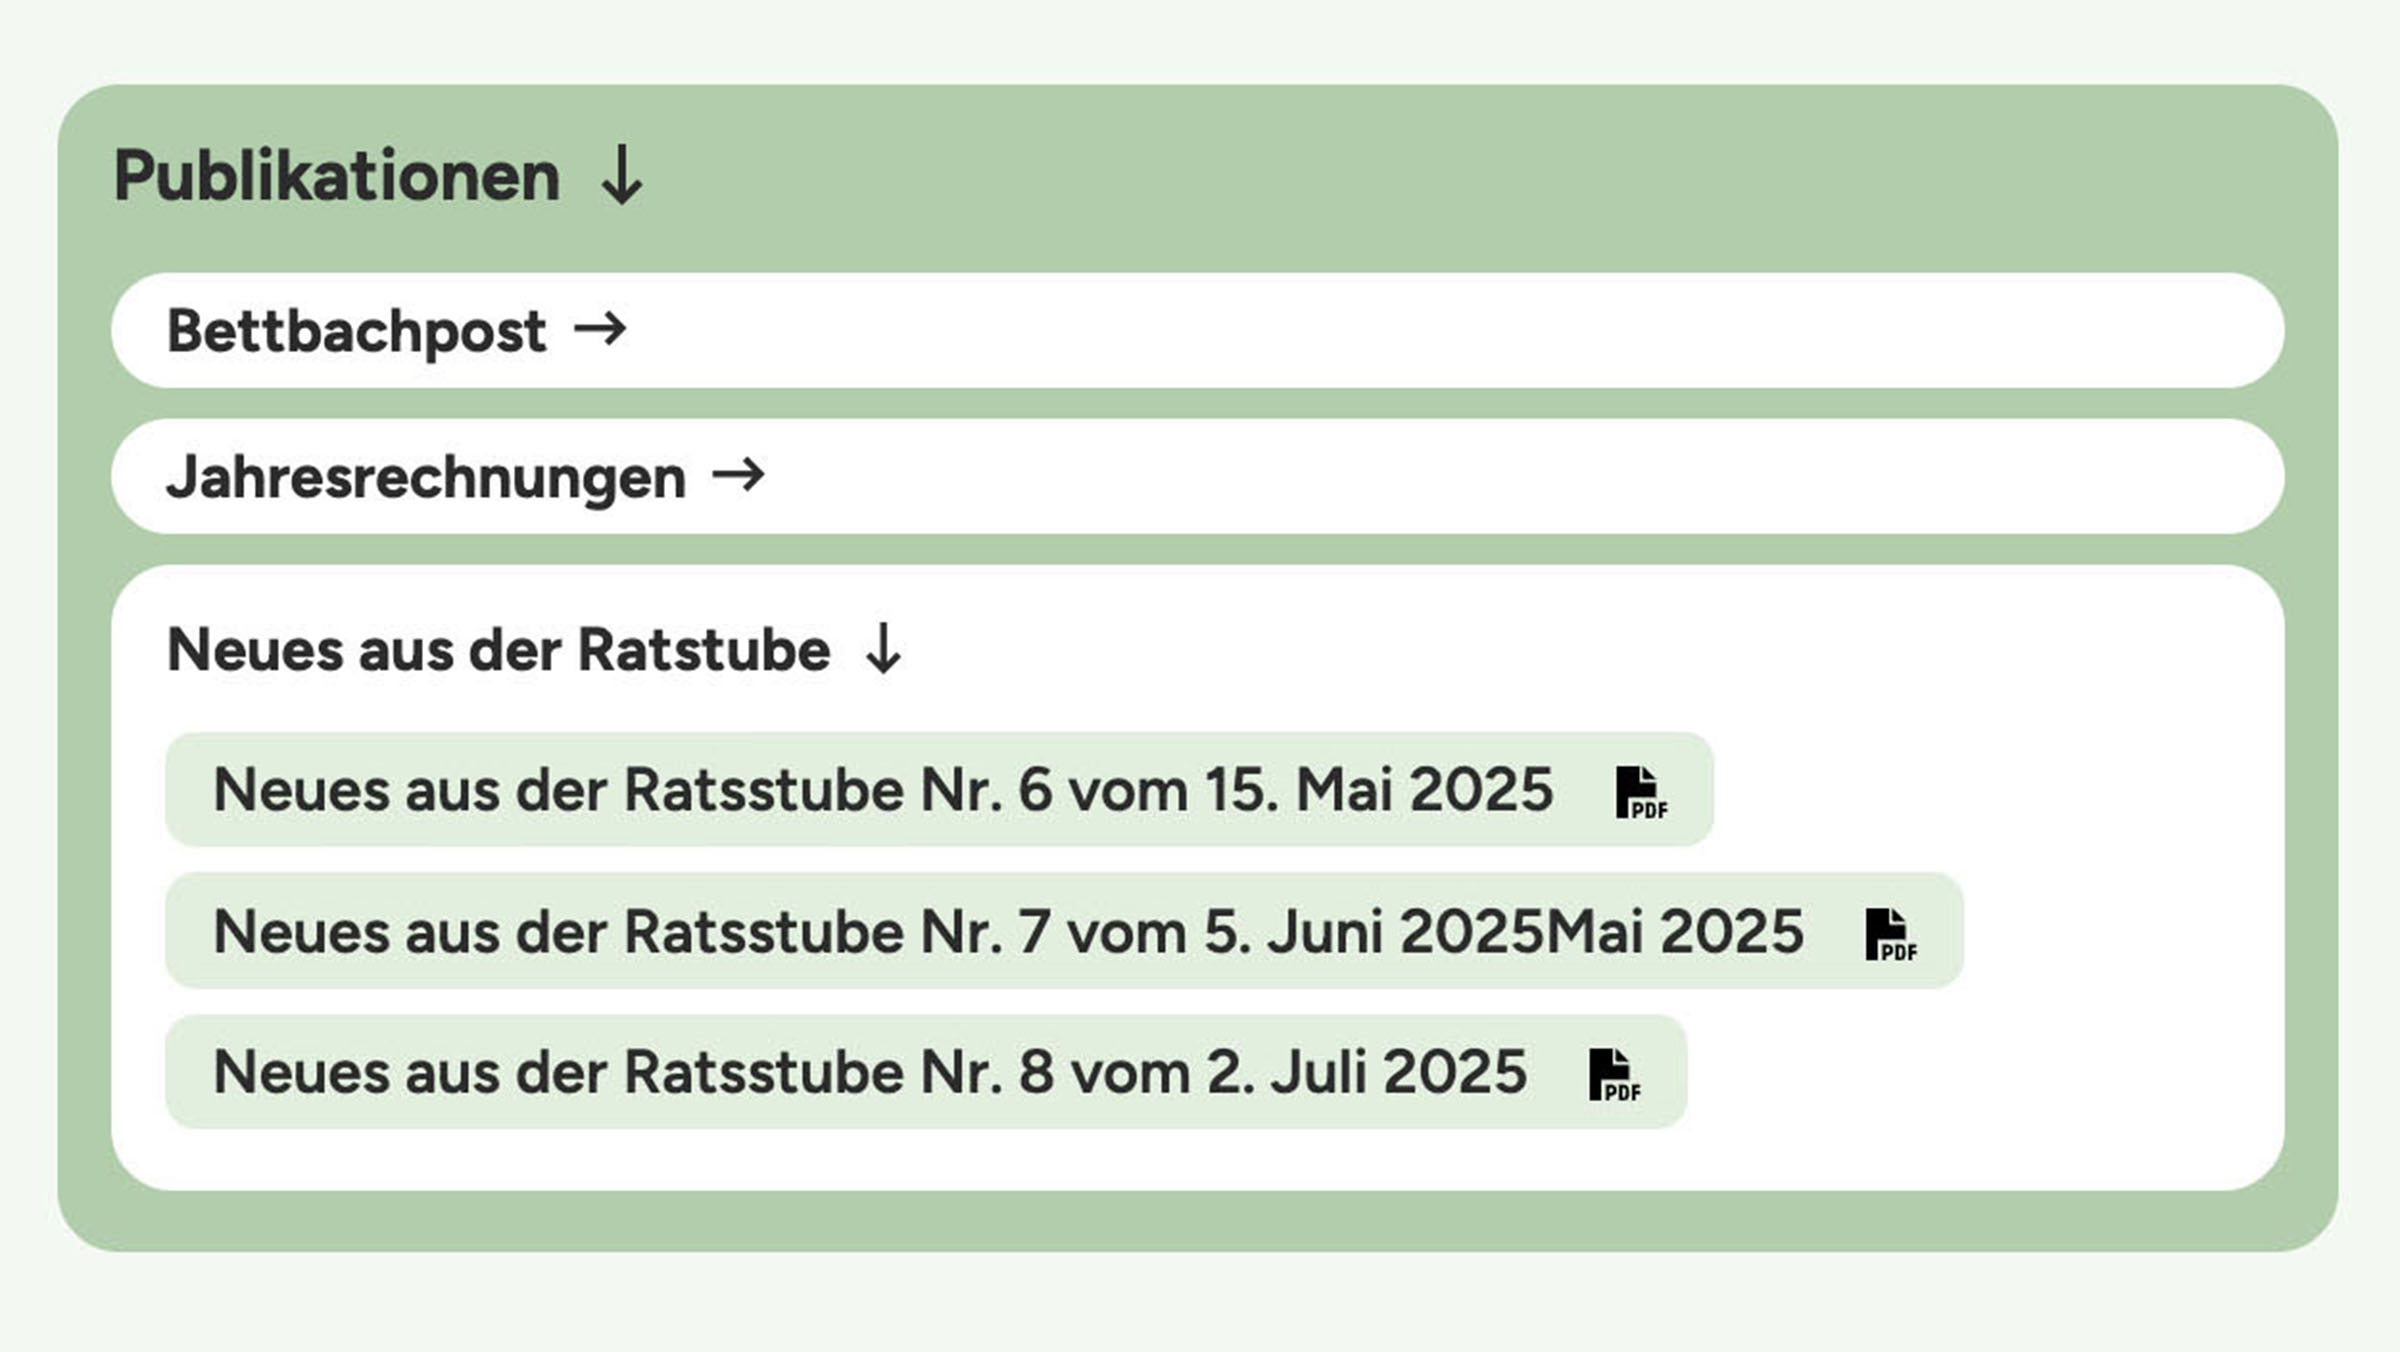 Publikationen ↓
Bettbachpost →
Jahresrechnungen →
Neues aus der Ratstube ↓
Neues aus der Ratsstube Nr. 6 vom 15. Mai 2025 PDF
Neues aus der Ratsstube Nr. 7 vom 5. Juni 2025Mai 2025 PDF
Neues aus der Ratsstube Nr. 8 vom 2. Juli 2025 PDF